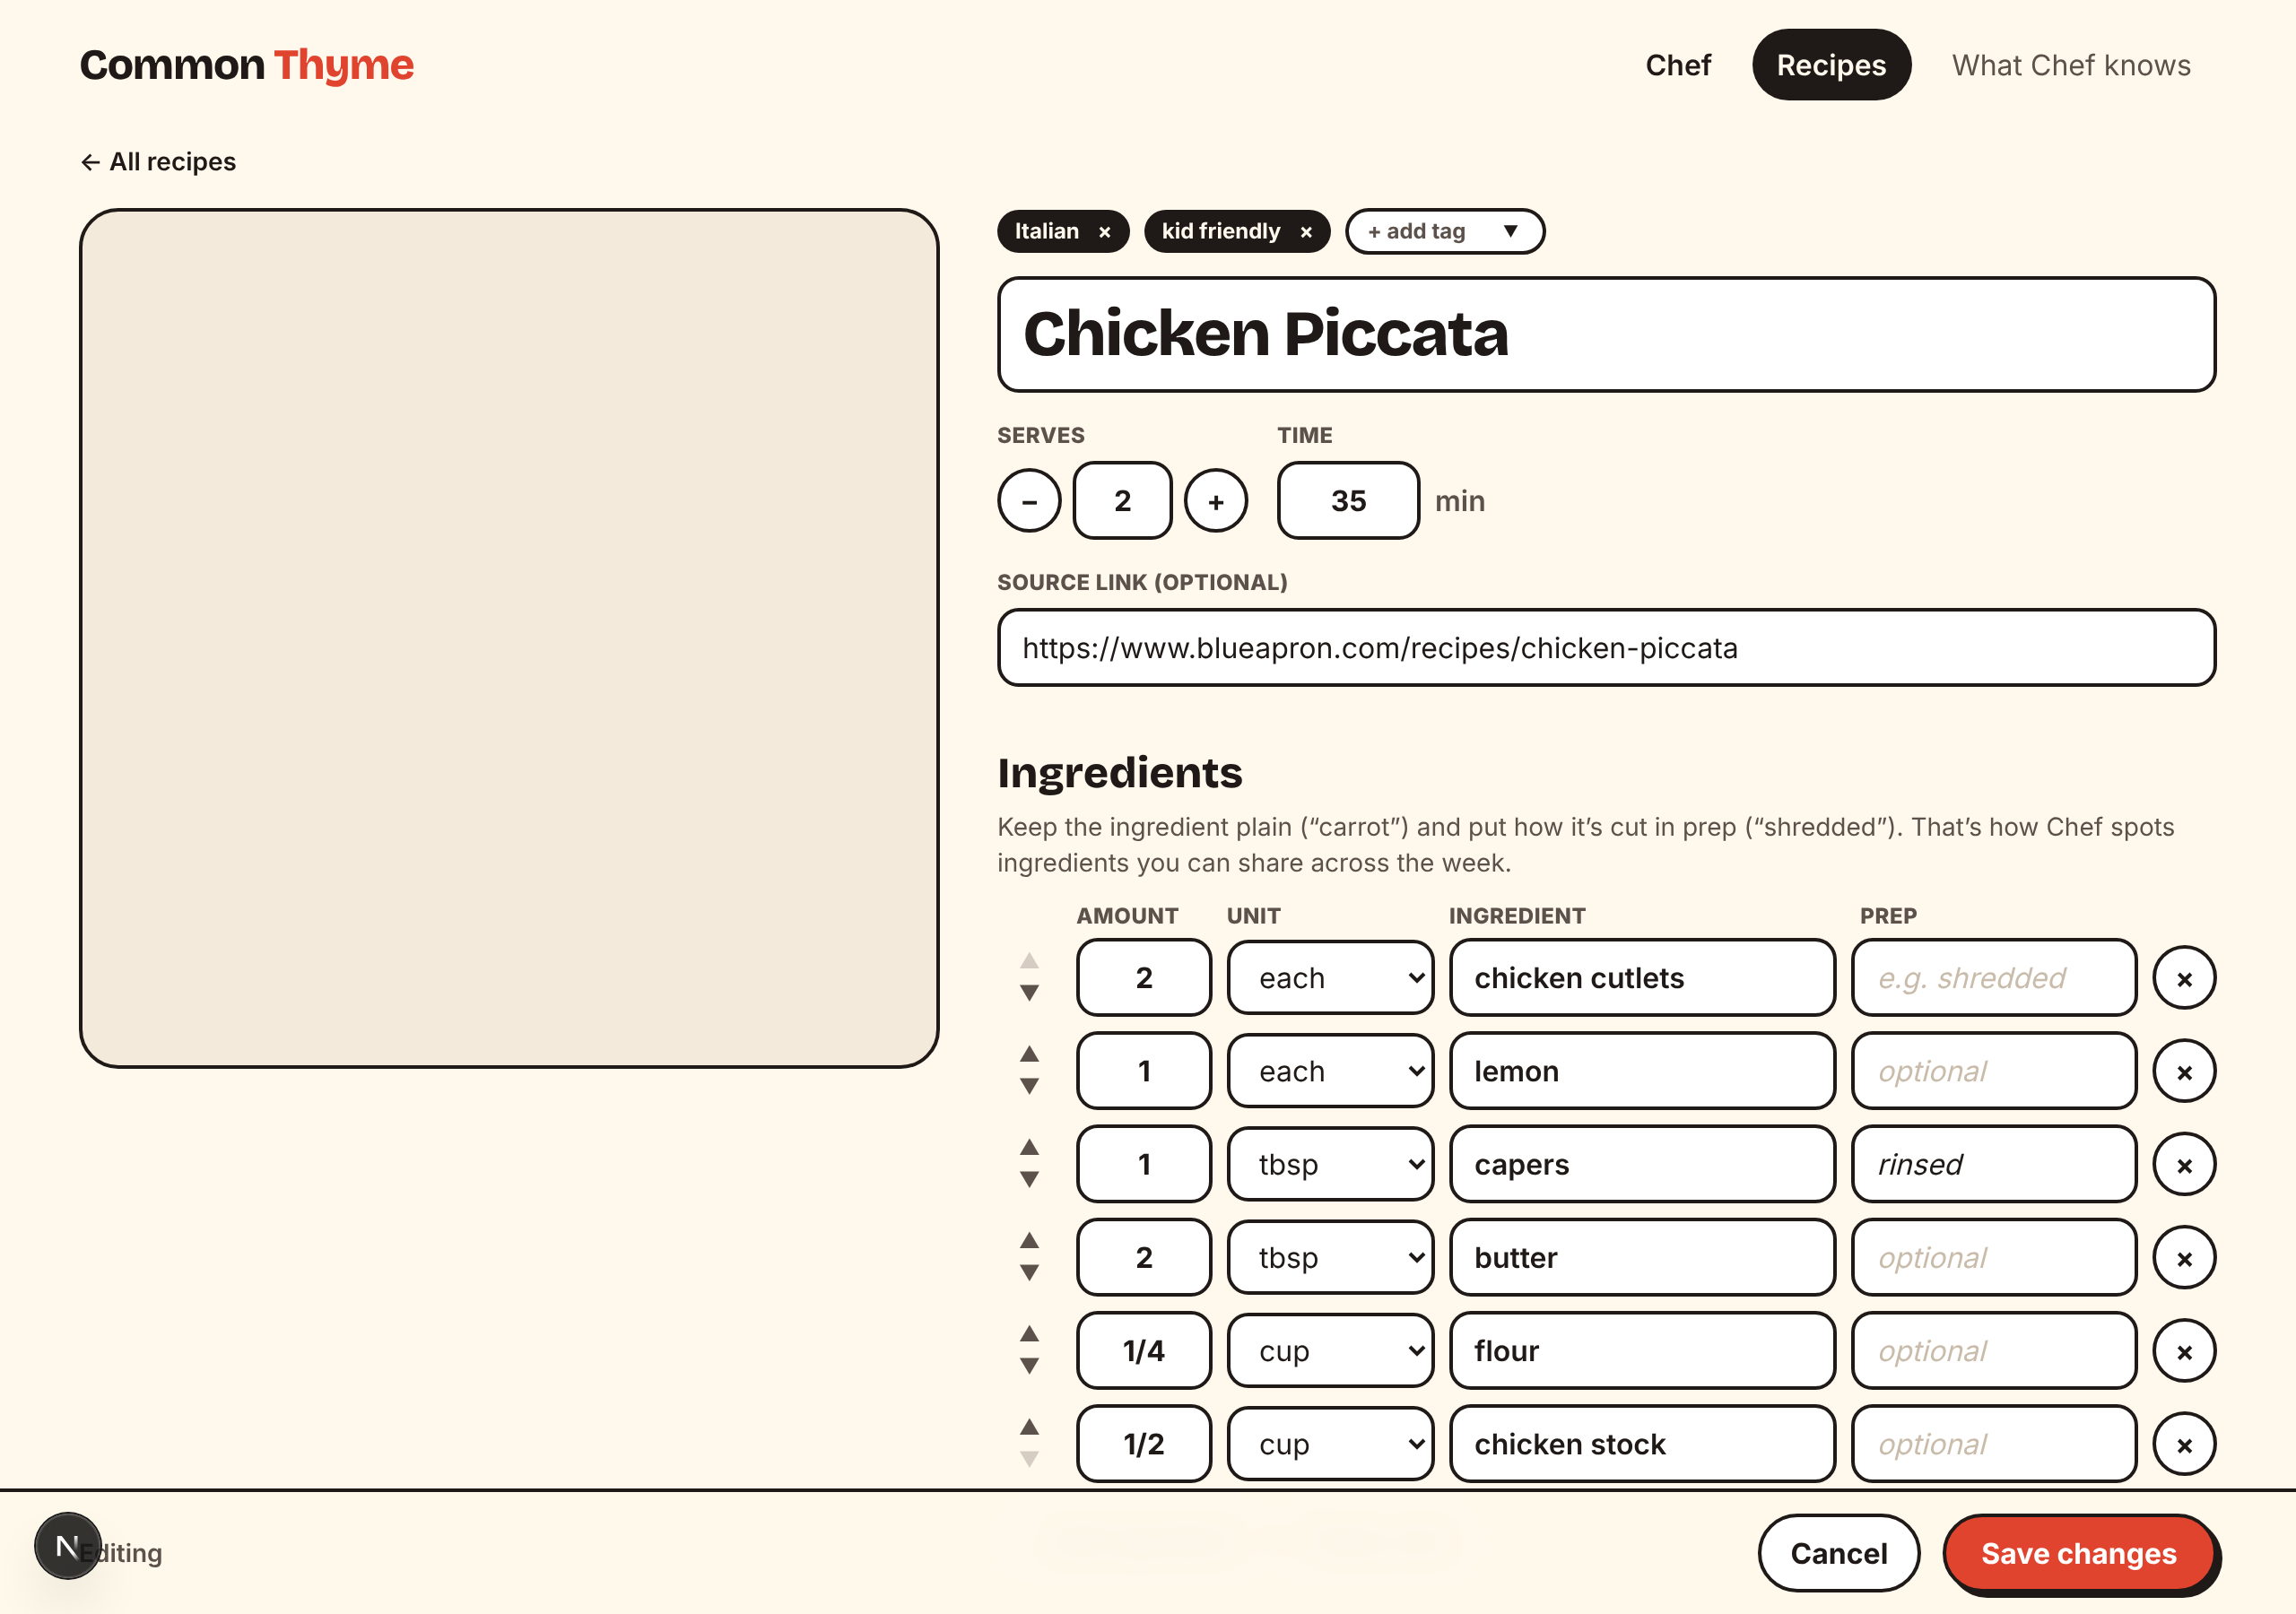 Common Thyme
Chef
Recipes
What Chef knows
← All recipes
Italian ×
kid friendly ×
+ add tag ▼
Chicken Piccata
SERVES
TIME
− 2 +
35 min
SOURCE LINK (OPTIONAL)
https://www.blueapron.com/recipes/chicken-piccata
Ingredients
Keep the ingredient plain (“carrot”) and put how it’s cut in prep (“shredded”). That’s how Chef spots
ingredients you can share across the week.
AMOUNT UNIT INGREDIENT PREP
▲ ▼ 2 each chicken cutlets e.g. shredded ×
▲ ▼ 1 each lemon optional ×
▲ ▼ 1 tbsp capers rinsed ×
▲ ▼ 2 tbsp butter optional ×
▲ ▼ 1/4 cup flour optional ×
▲ ▼ 1/2 cup chicken stock optional ×
N
Editing
Cancel
Save changes